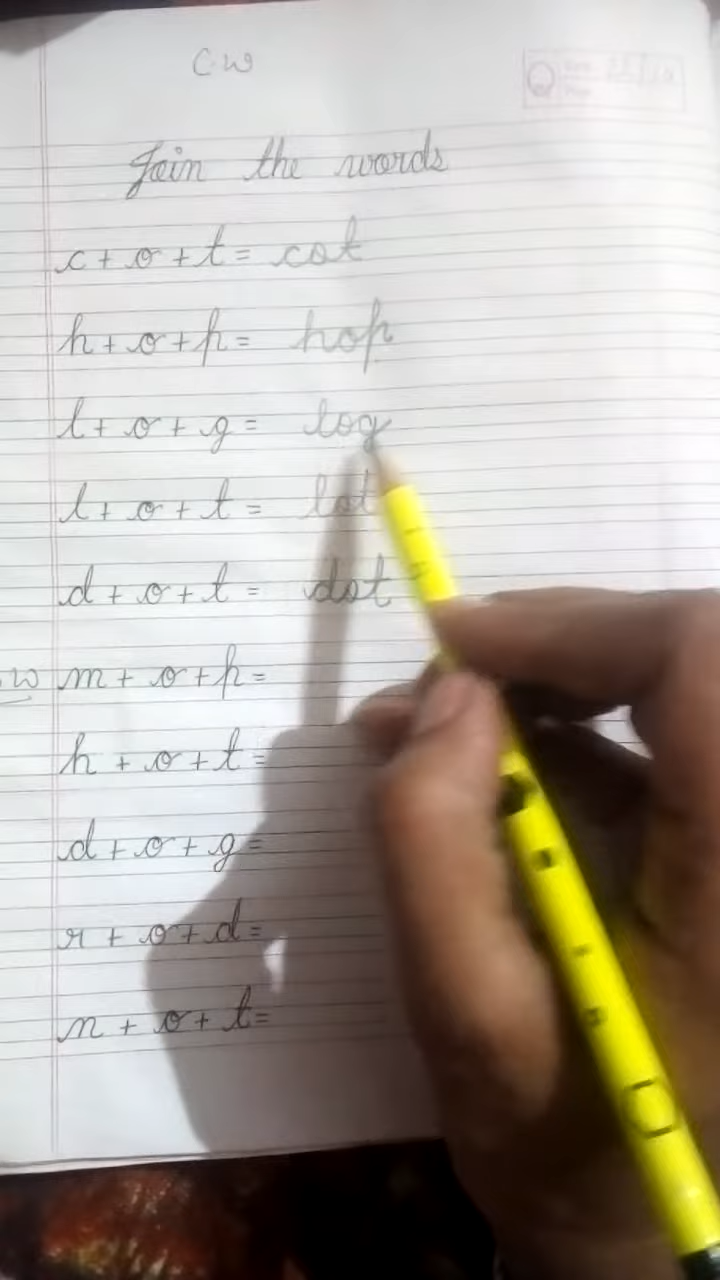 C.W
Join the words
c + o + t = cot
h + o + p = hop
l + o + g = log
l + o + t = lot
d + o + t = dot
m + o + p =
h + o + t =
d + o + g =
r + o + d =
n + o + t =